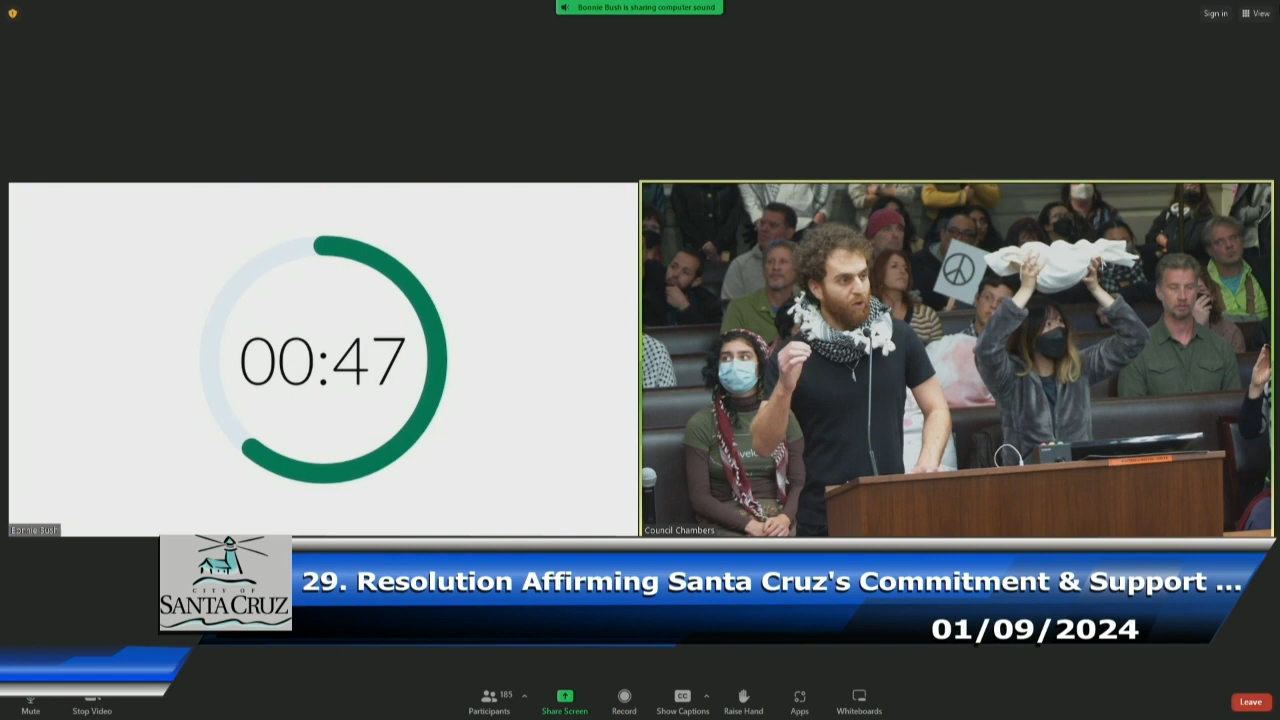 Bonnie Bush is sharing computer sound
Sign in
View
00:47
Bonnie Bush
Council Chambers
CITY OF
SANTA CRUZ
29. Resolution Affirming Santa Cruz's Commitment & Support ...
01/09/2024
Mute
Stop Video
Participants
185
Share Screen
Record
CC
Show Captions
Raise Hand
Apps
Whiteboards
Leave